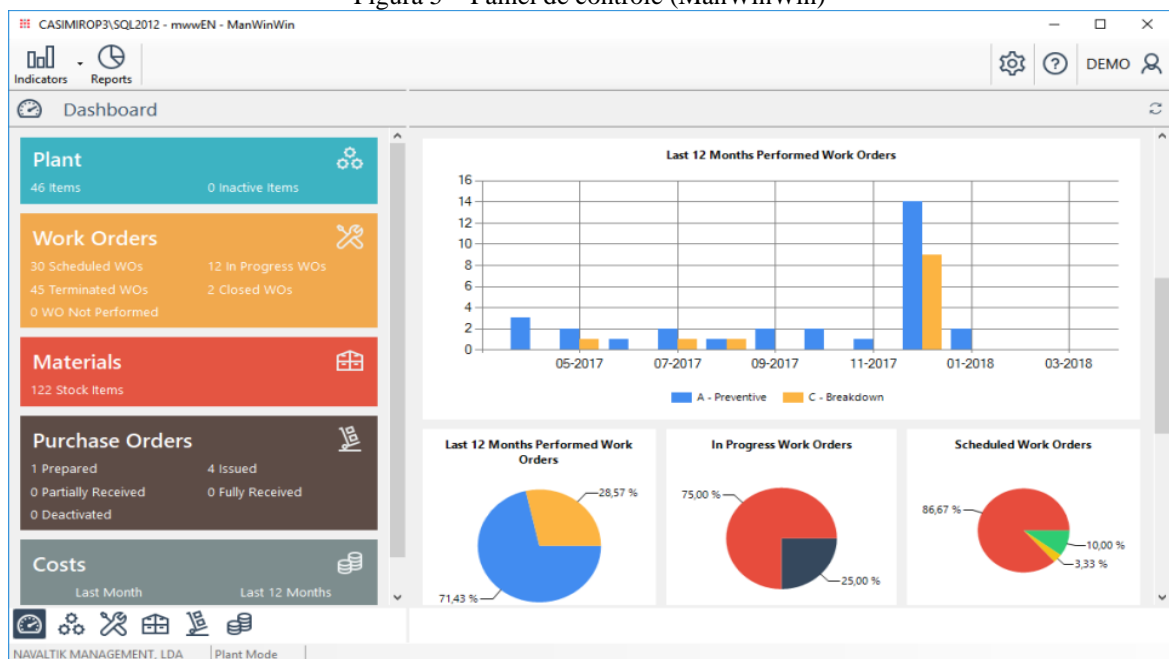 Figura 3 – Painel de controle (ManWinWin)
CASIMIROP3\SQL2012 - mwwEN - ManWinWin
Indicators
Reports
DEMO
Dashboard
Plant
46 Items 0 Inactive Items
Work Orders
30 Scheduled WOs 12 In Progress WOs
45 Terminated WOs 2 Closed WOs
0 WO Not Performed
Materials
122 Stock Items
Purchase Orders
1 Prepared 4 Issued
0 Partially Received 0 Fully Received
0 Deactivated
Costs
Last Month Last 12 Months
Last 12 Months Performed Work Orders
16
14
12
10
8
6
4
2
0
05-2017 07-2017 09-2017 11-2017 01-2018 03-2018
A - Preventive C - Breakdown
Last 12 Months Performed Work
Orders
28,57 %
71,43 %
In Progress Work Orders
75,00 %
25,00 %
Scheduled Work Orders
86,67 %
10,00 %
3,33 %
NAVALTIK MANAGEMENT, LDA Plant Mode